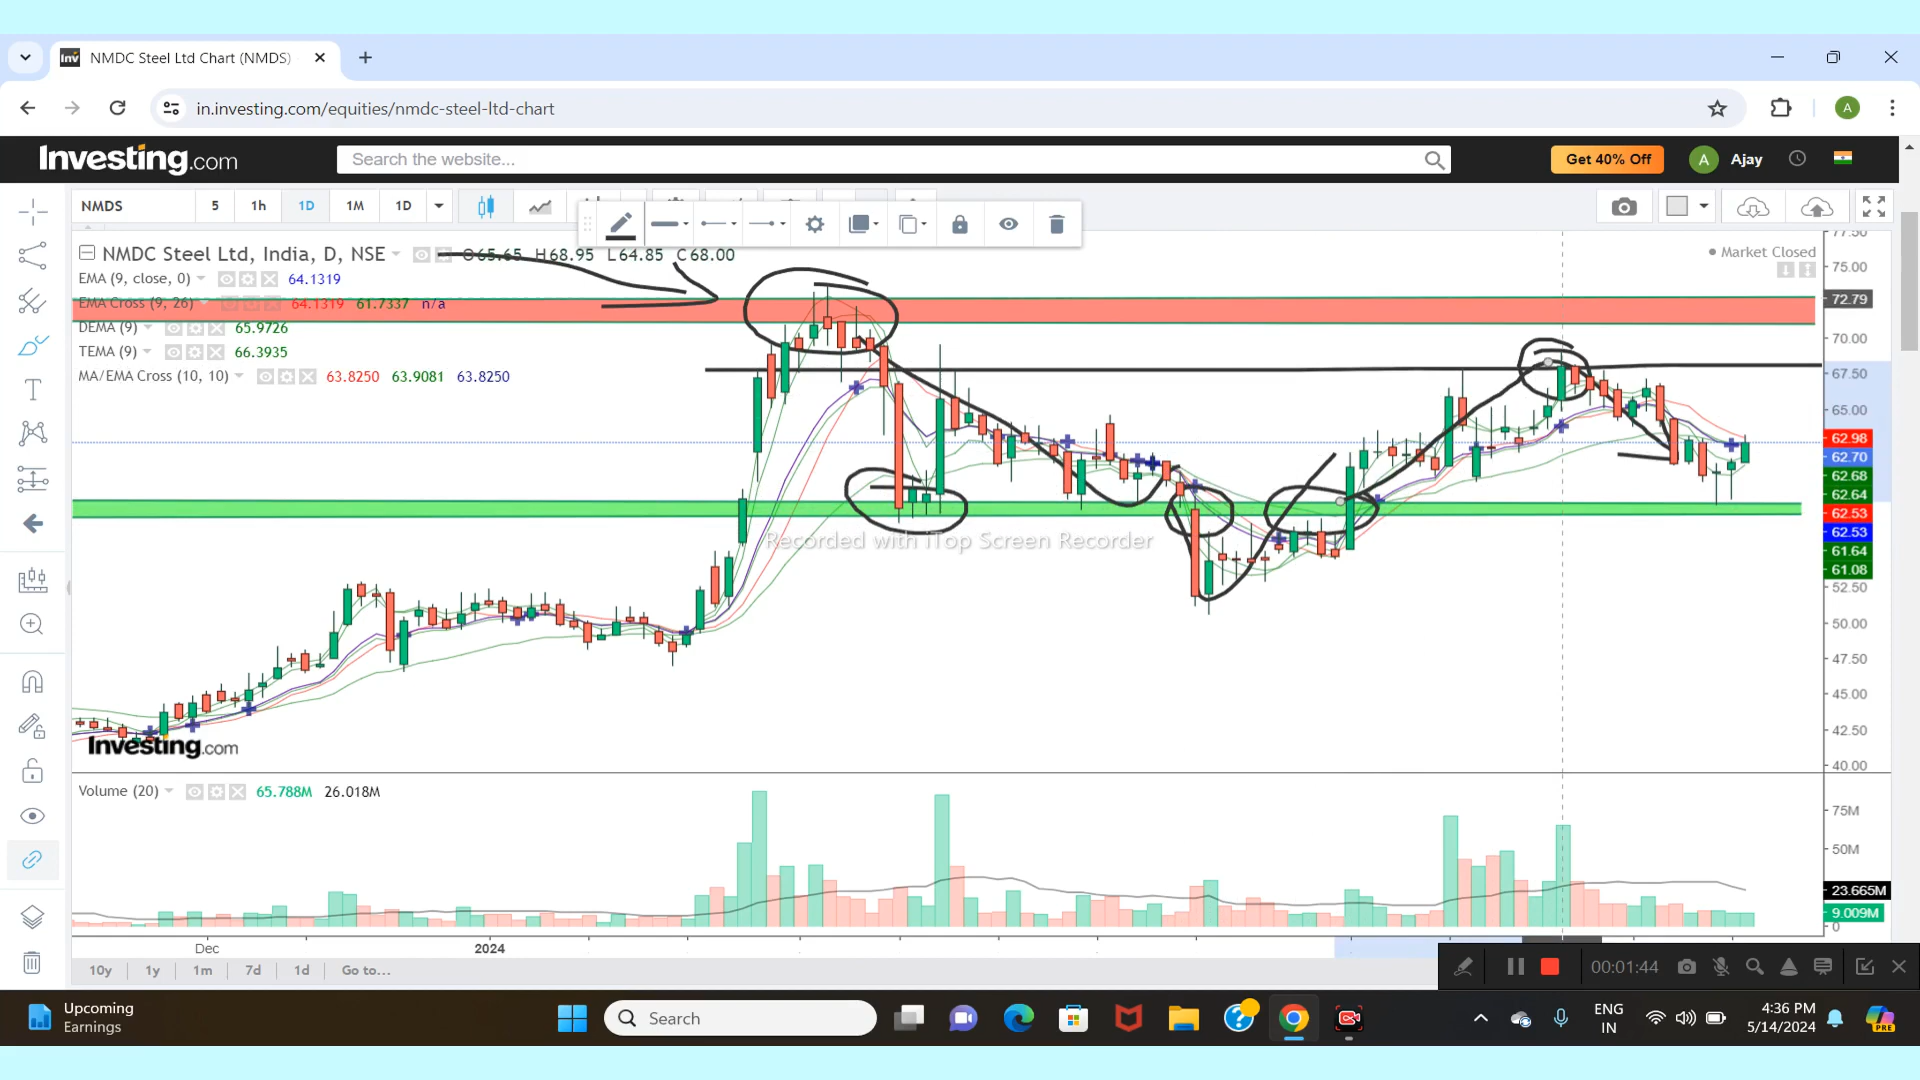 NMDC Steel Ltd Chart (NMDS)
in.investing.com/equities/nmdc-steel-ltd-chart
A
Investing.com
Search the website...
Get 40% Off
A
Ajay
NMDS
5
1h
1D
1M
1D
NMDC Steel Ltd, India, D, NSE
O65.65 H68.95 L64.85 C68.00
Market Closed
EMA (9, close, 0)
64.1319
EMA Cross (9, 26)
64.1319 61.7337 n/a
DEMA (9)
65.9726
TEMA (9)
66.3935
MA/EMA Cross (10, 10)
63.8250 63.9081 63.8250
77.50
75.00
72.79
70.00
67.50
65.00
62.98
62.70
62.68
62.64
62.53
62.53
61.64
61.08
52.50
50.00
47.50
45.00
42.50
40.00
Recorded with iTop Screen Recorder
Investing.com
Volume (20)
65.788M 26.018M
75M
50M
23.665M
9.009M
0
Dec
2024
10y
1y
1m
7d
1d
Go to...
00:01:44
Upcoming
Earnings
Search
ENG
IN
4:36 PM
5/14/2024
PRE